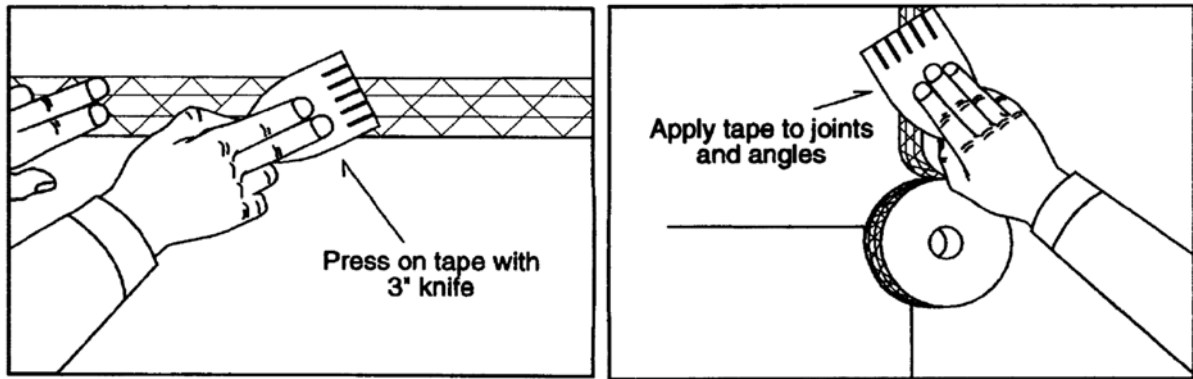 Press on tape with
3" knife
Apply tape to joints
and angles